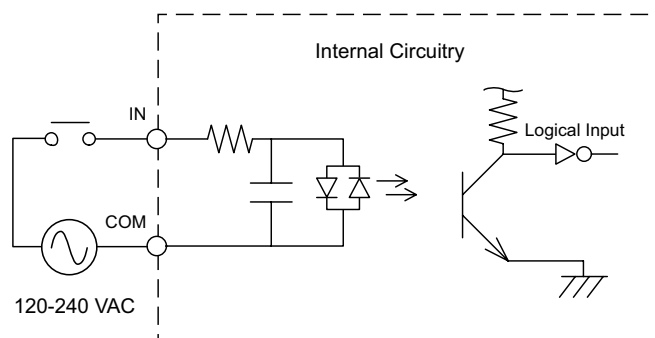 Internal Circuitry
IN
Logical Input
COM
120-240 VAC